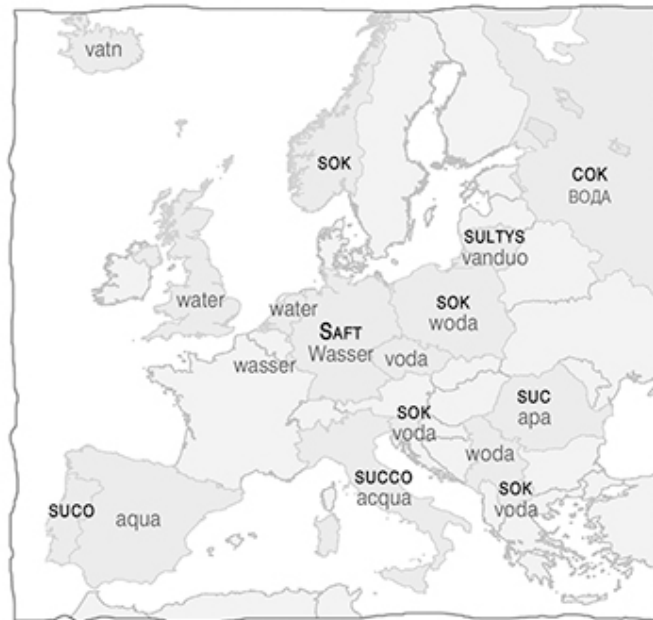 vatn
SOK
СОК
ВОДА
SULTYS
vanduo
water
water
SOK
woda
SAFT
Wasser
wasser
voda
SUC
apa
SOK
voda
woda
SUCCO
acqua
SOK
voda
SUCO
aqua